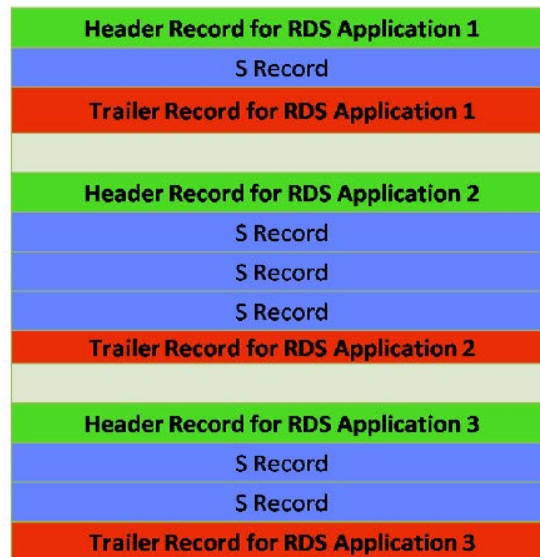 Header Record for RDS Application 1
S Record
Trailer Record for RDS Application 1
Header Record for RDS Application 2
S Record
S Record
S Record
Trailer Record for RDS Application 2
Header Record for RDS Application 3
S Record
S Record
Trailer Record for RDS Application 3